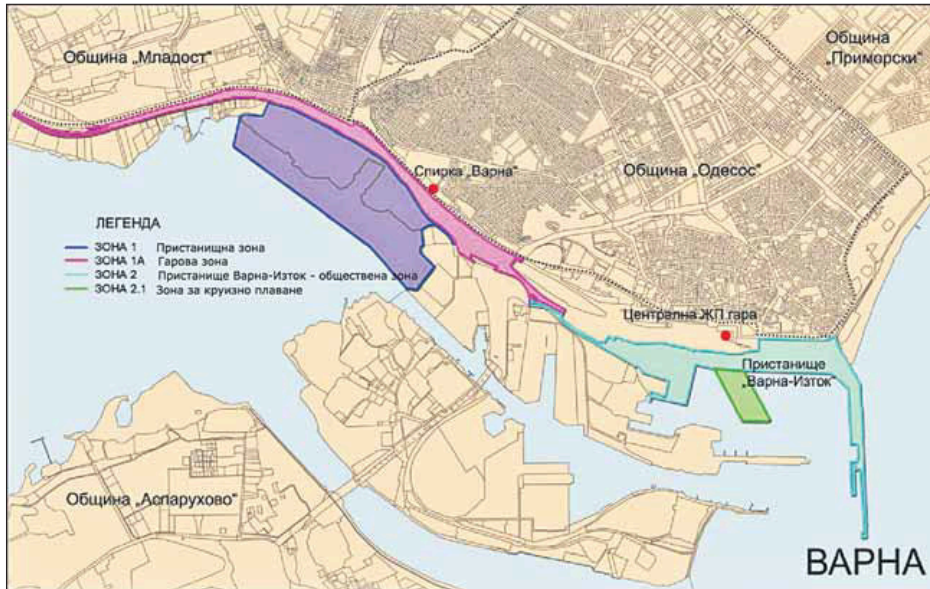 Община „Младост"
Община
„Приморски"
Спирка „Варна"
Община „Одесос"
ЛЕГЕНДА
ЗОНА 1 Пристанищна зона
ЗОНА 1А Гарова зона
ЗОНА 2 Пристанище Варна-Изток - обществена зона
ЗОНА 2.1 Зона за круизно плаване
Централна ЖП гара
Пристанище
„Варна-Изток"
Община „Аспарухово"
ВАРНА